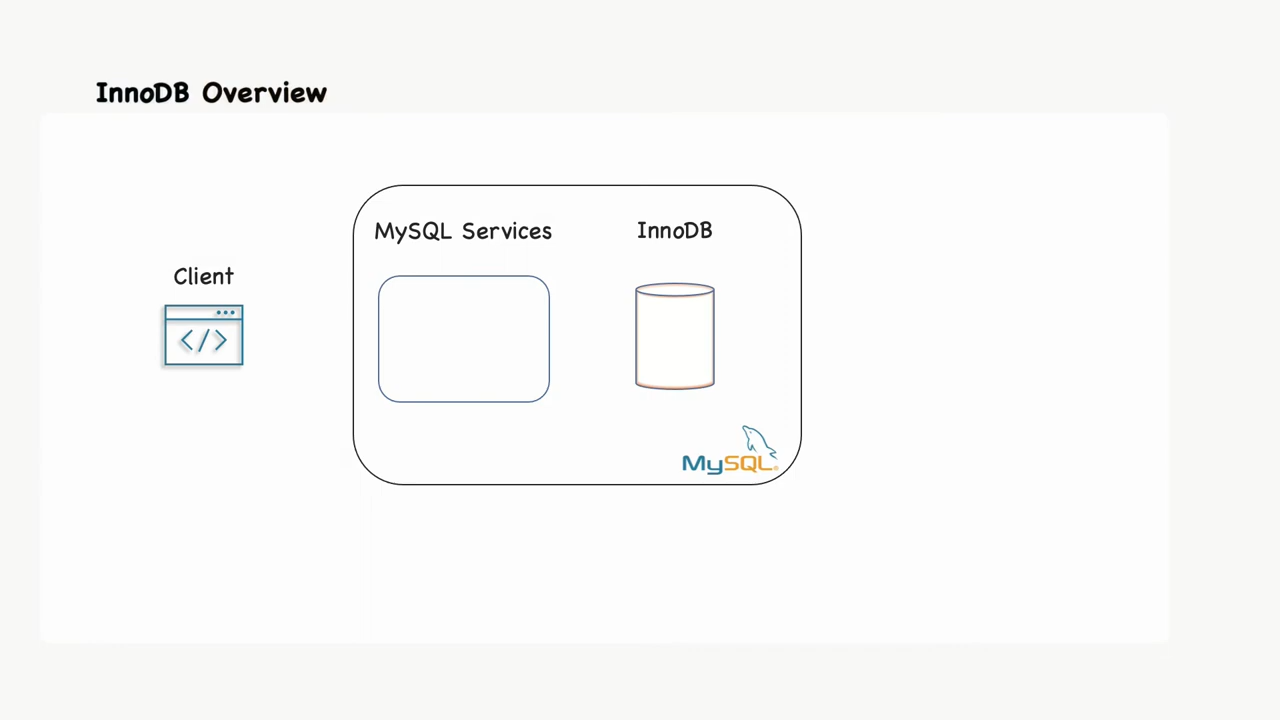 InnoDB Overview
MySQL Services
InnoDB
Client
</>
MySQL®